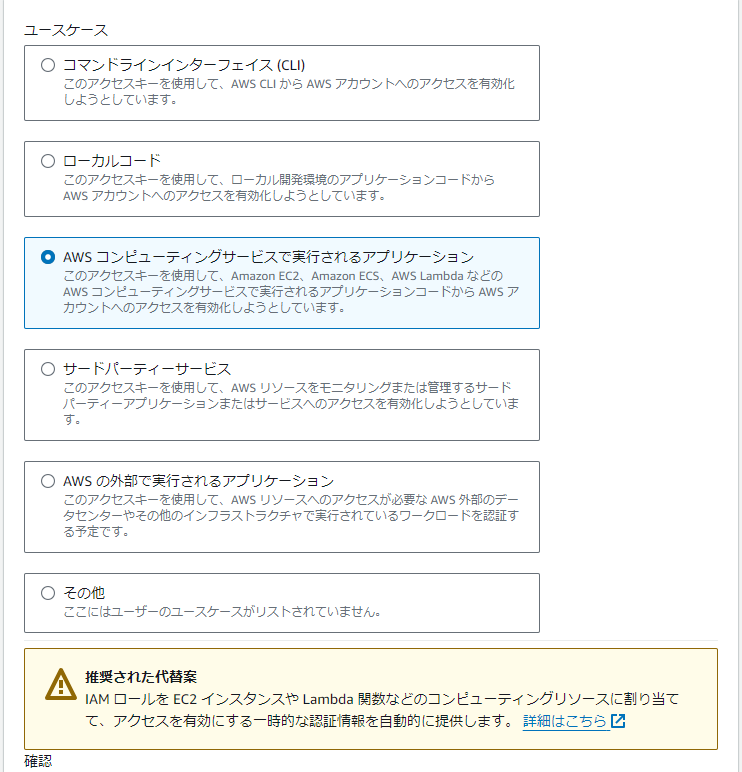 ユースケース
コマンドラインインターフェイス (CLI)
このアクセスキーを使用して、AWS CLI から AWS アカウントへのアクセスを有効化
しようとしています。
ローカルコード
このアクセスキーを使用して、ローカル開発環境のアプリケーションコードから
AWS アカウントへのアクセスを有効化しようとしています。
AWS コンピューティングサービスで実行されるアプリケーション
このアクセスキーを使用して、Amazon EC2、Amazon ECS、AWS Lambda などの
AWS コンピューティングサービスで実行されるアプリケーションコードから AWS ア
カウントへのアクセスを有効化しようとしています。
サードパーティーサービス
このアクセスキーを使用して、AWS リソースをモニタリングまたは管理するサード
パーティーアプリケーションまたはサービスへのアクセスを有効化しようとしていま
す。
AWS の外部で実行されるアプリケーション
このアクセスキーを使用して、AWS リソースへのアクセスが必要な AWS 外部のデー
タセンターやその他のインフラストラクチャで実行されているワークロードを認証す
る予定です。
その他
ここにはユーザーのユースケースがリストされていません。
推奨された代替案
IAM ロールを EC2 インスタンスや Lambda 関数などのコンピューティングリソースに割り当て
て、アクセスを有効にする一時的な認証情報を自動的に提供します。 詳細はこちら
確認